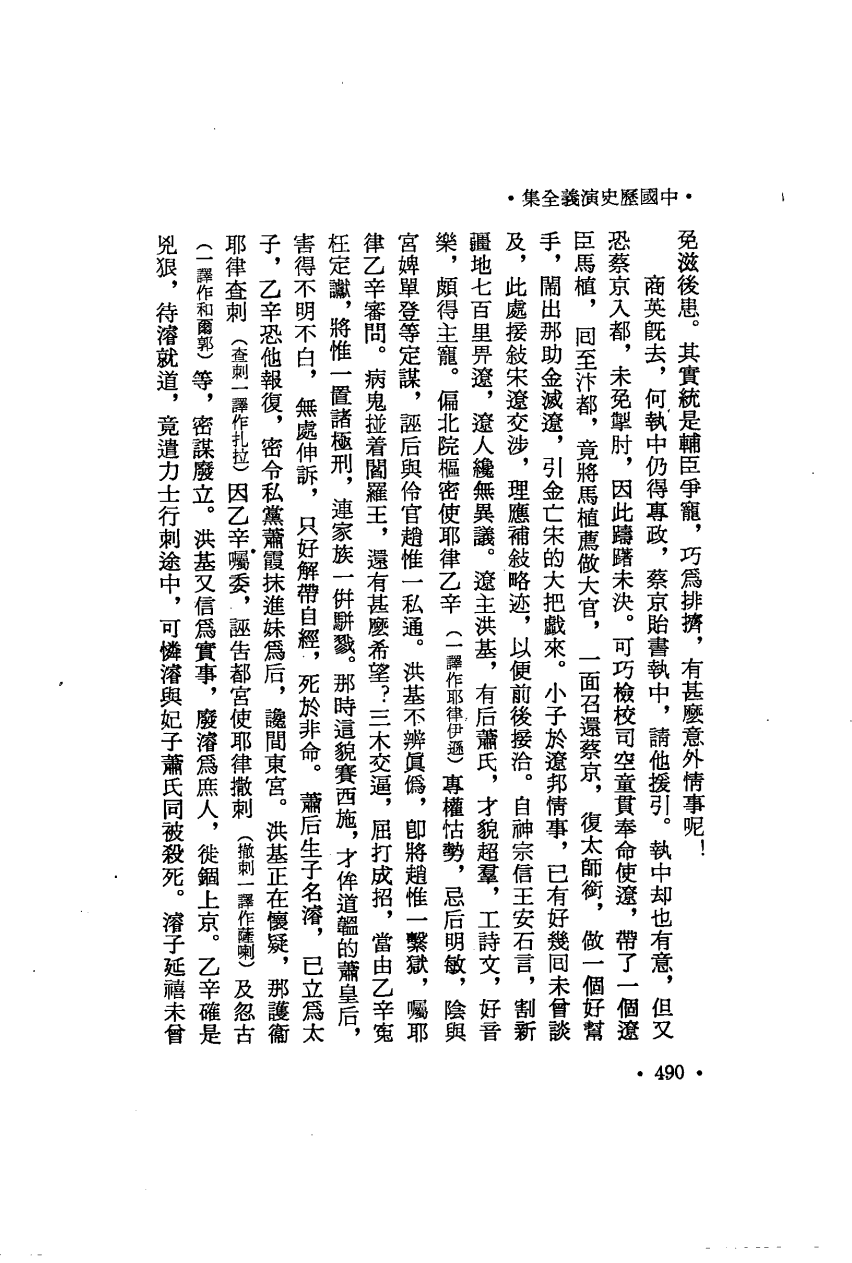 •中國歷史演義全集•
免滋後患。其實統是輔臣爭寵，巧爲排擠，有甚麼意外情事呢！
商英旣去，何執中仍得專政，蔡京貽書執中，請他援引。執中却也有意，但又
恐蔡京入都，未免掣肘，因此躊躇未決。可巧檢校司空童貫奉命使遼，帶了一個遼
臣馬植，囘至汴都，竟將馬植薦做大官，一面召還蔡京，復太師銜，做一個好幫
手，鬧出那助金滅遼，引金亡宋的大把戲來。小子於遼邦情事，已有好幾囘未曾談
及，此處接敍宋遼交涉，理應補敍略迹，以便前後接洽。自神宗信王安石言，割新
疆地七百里畀遼，遼人纔無異議。遼主洪基，有后蕭氏，才貌超羣，工詩文，好音
樂，頗得主寵。偏北院樞密使耶律乙辛（一譯作耶律伊遜）專權怙勢，忌后明敏，陰與
宮婢單登等定謀，誣后與伶官趙惟一私通。洪基不辨眞僞，卽將趙惟一繫獄，囑耶
律乙辛審問。病鬼掽着閻羅王，還有甚麼希望？三木交逼，屈打成招，當由乙辛寃
枉定讞，將惟一置諸極刑，連家族一倂駢戮。那時這貌賽西施，才侔道韞的蕭皇后，
害得不明不白，無處伸訴，只好解帶自經，死於非命。蕭后生子名濬，已立爲太
子，乙辛恐他報復，密令私黨蕭霞抹進妹爲后，讒間東宮。洪基正在懷疑，那護衞
耶律查刺（查刺一譯作扎拉）因乙辛囑委，誣告都宮使耶律撒刺（撒刺一譯作薩喇）及忽古
（一譯作和爾郭）等，密謀廢立。洪基又信爲實事，廢濬爲庶人，徙錮上京。乙辛確是
兇狠，待濬就道，竟遣力士行刺途中，可憐濬與妃子蕭氏同被殺死。濬子延禧未曾
•490•